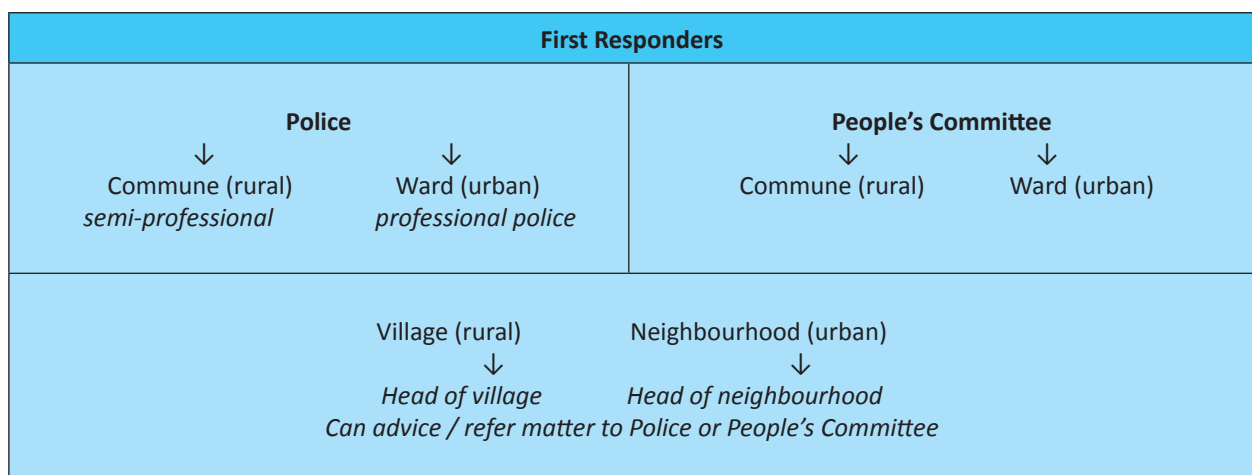 First Responders
Police
↓ ↓
Commune (rural) Ward (urban)
semi-professional professional police
People’s Committee
↓ ↓
Commune (rural) Ward (urban)
Village (rural) Neighbourhood (urban)
↓ ↓
Head of village Head of neighbourhood
Can advice / refer matter to Police or People’s Committee